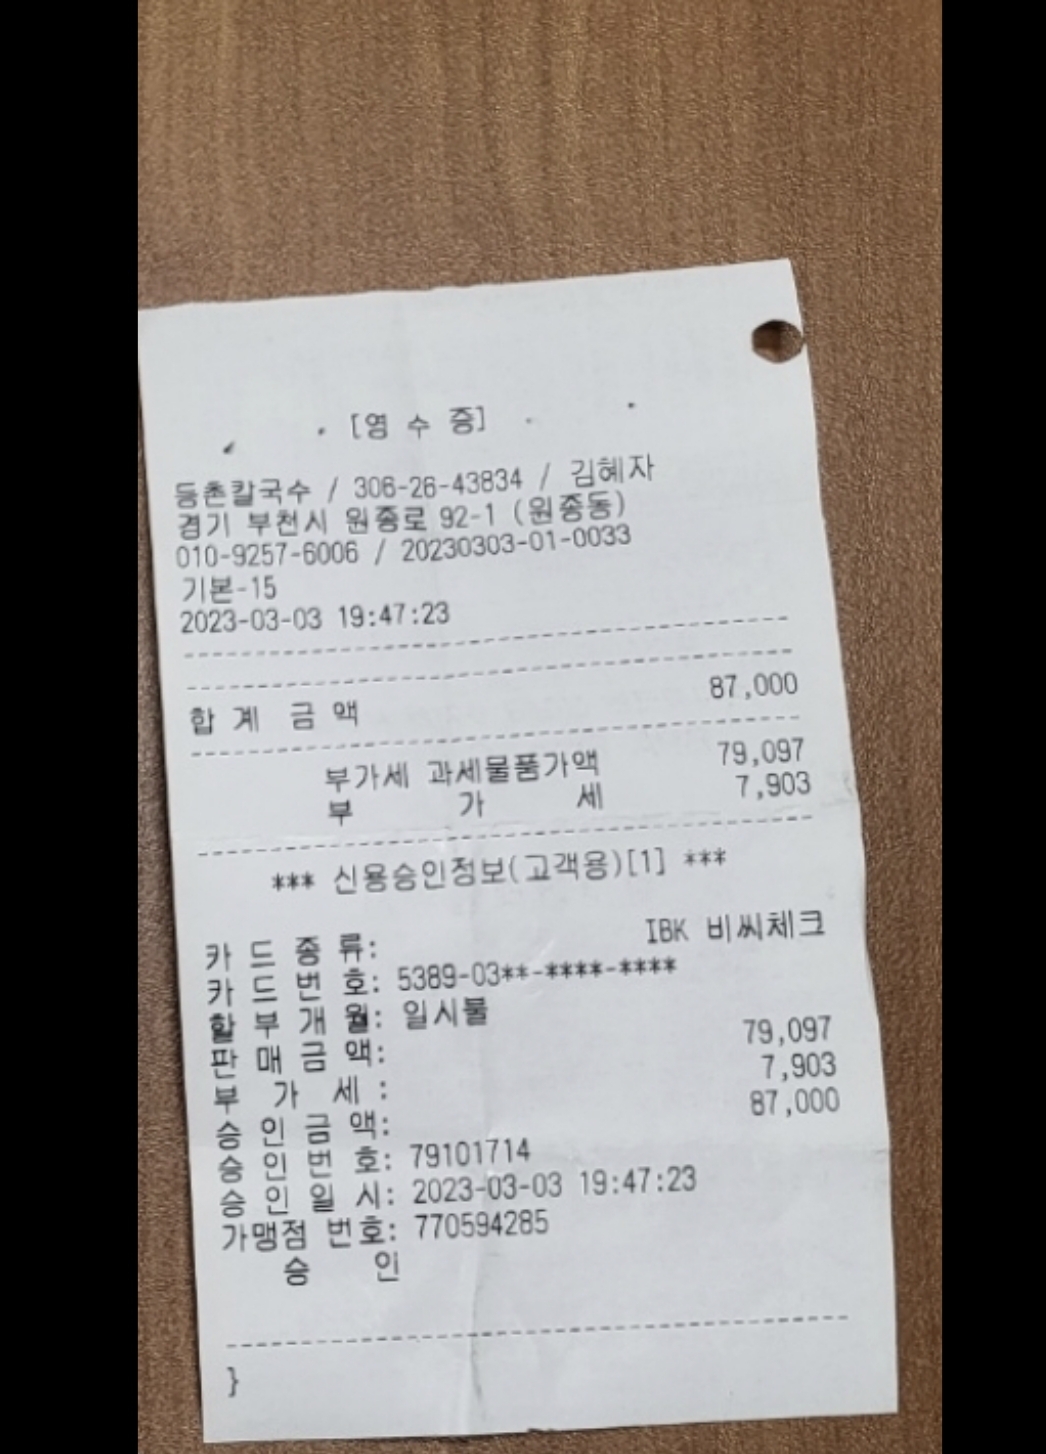 [영 수 증]
등촌칼국수 / 306-26-43834 / 김혜자
경기 부천시 원종로 92-1 (원종동)
010-9257-6006 / 20230303-01-0033
기본-15
2023-03-03 19:47:23
합 계 금 액 87,000
부가세 과세물품가액 79,097
부 가 세 7,903
*** 신용승인정보(고객용)[1] ***
카 드 종 류: IBK 비씨체크
카 드 번 호: 5389-03**-****-****
할 부 개 월: 일시불
판 매 금 액: 79,097
부 가 세 : 7,903
승 인 금 액: 87,000
승 인 번 호: 79101714
승 인 일 시: 2023-03-03 19:47:23
가맹점 번호: 770594285
승 인
}